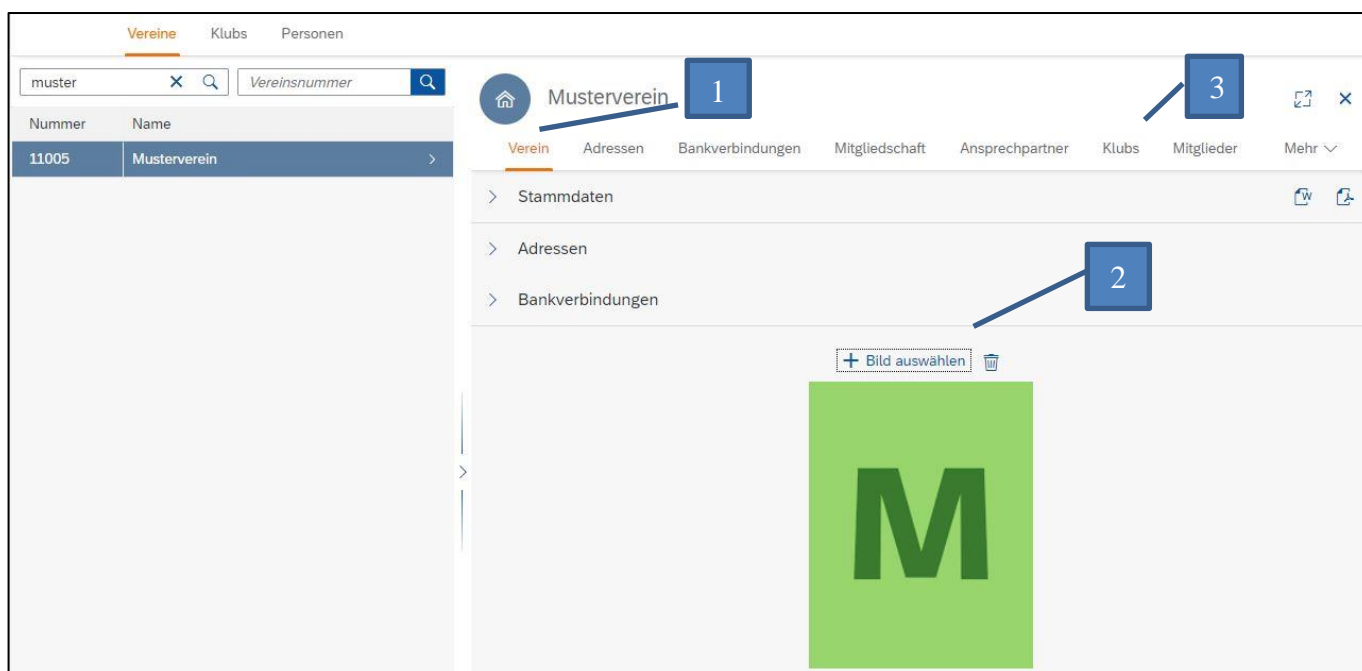 Vereine Klubs Personen
muster Vereinsnummer
Nummer Name
11005 Musterverein
Musterverein
1
3
Verein Adressen Bankverbindungen Mitgliedschaft Ansprechpartner Klubs Mitglieder Mehr
Stammdaten
W
Adressen
2
Bankverbindungen
+ Bild auswählen
M